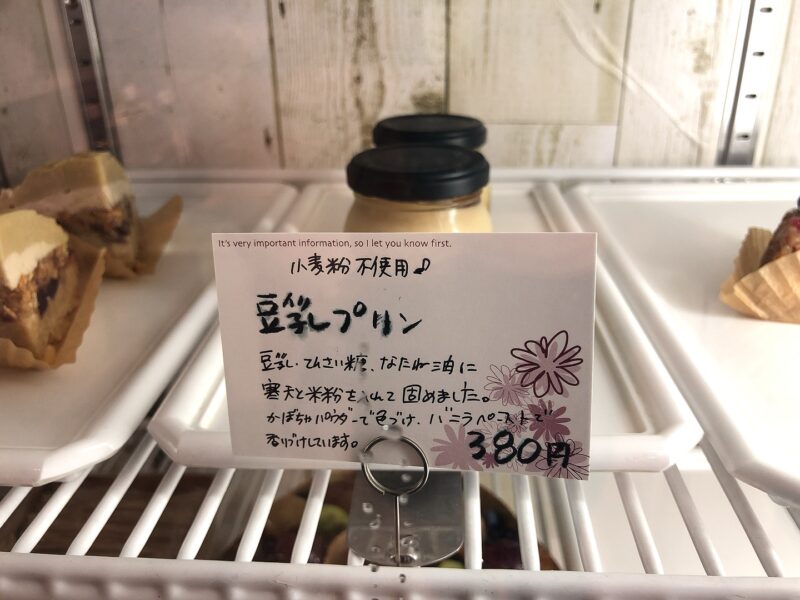 It's very important information, so I let you know first.
小麦粉不使用♪
豆乳プリン
豆乳、てんさい糖、なたね油に
寒天と米粉を入れて固めました。
かぼちゃパウダーで色づけ、バニラペーストで
香りづけしています。
380円